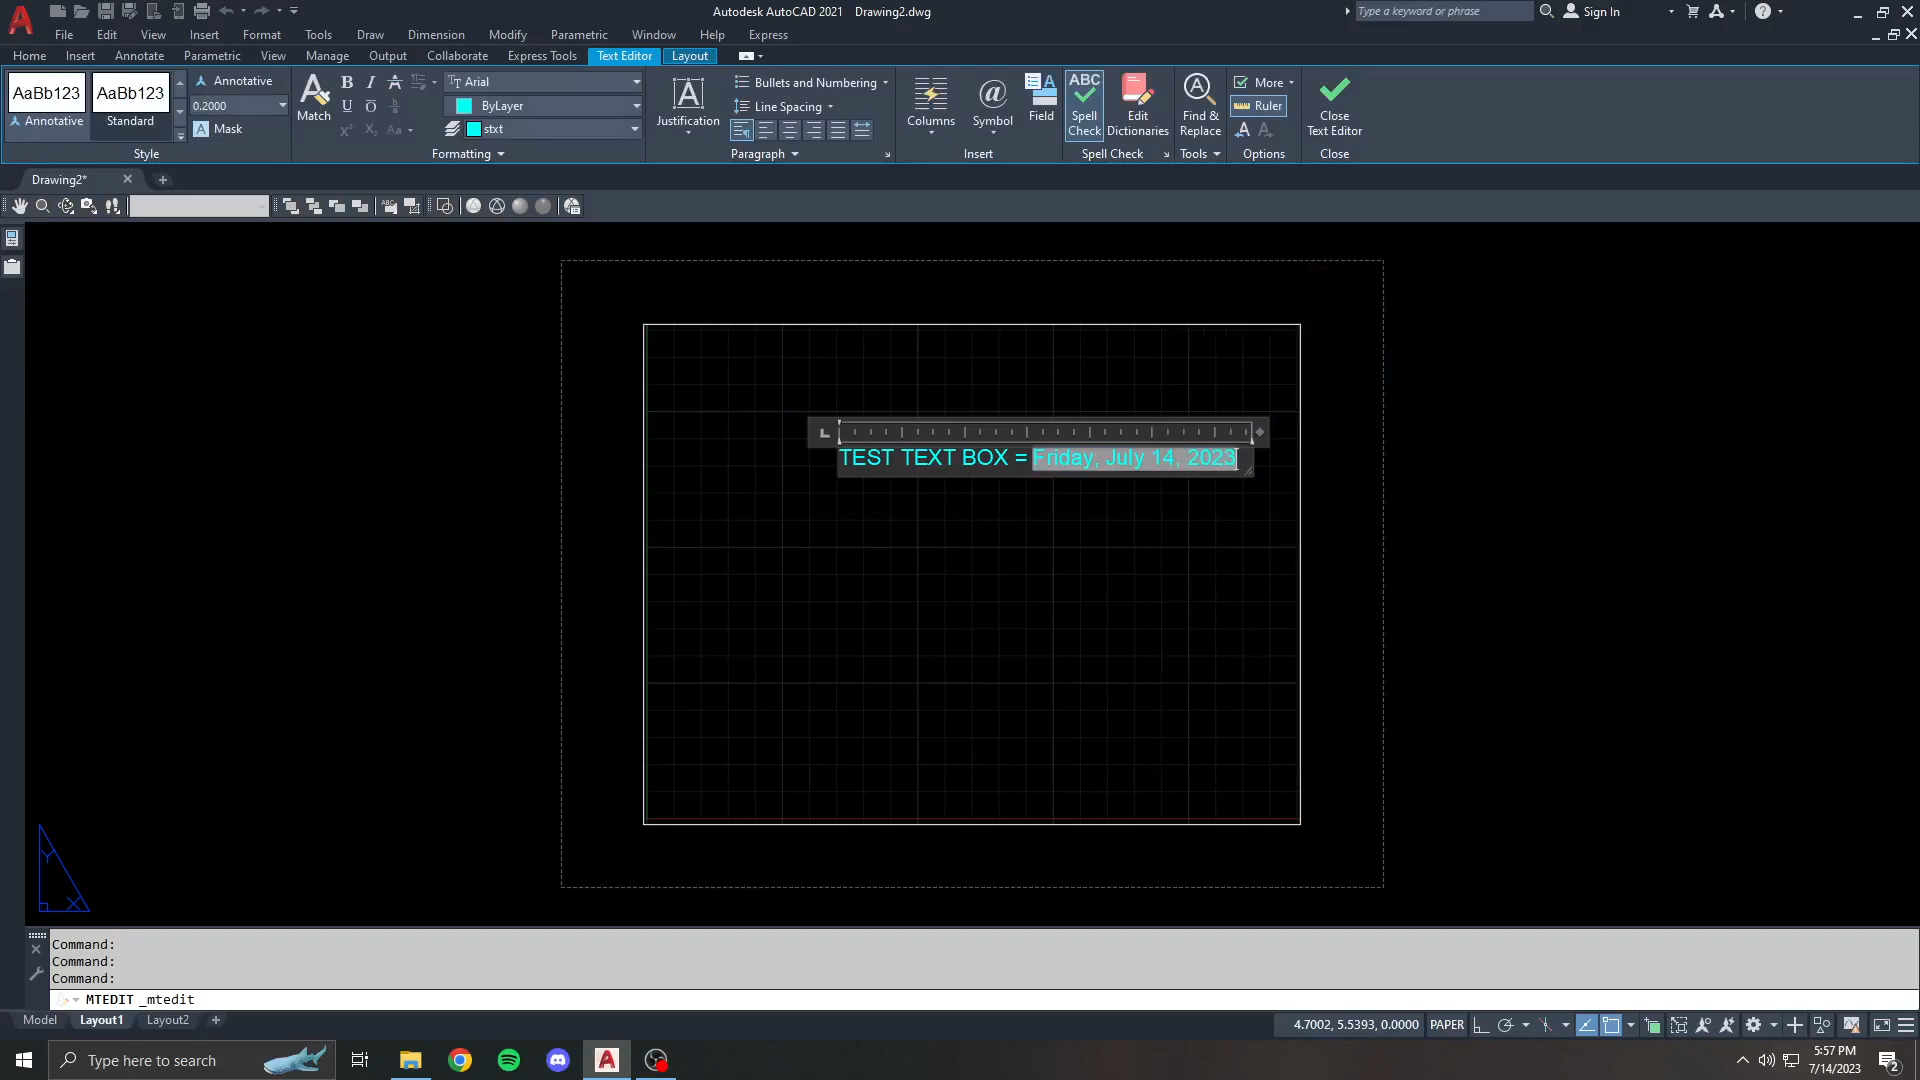 Autodesk AutoCAD 2021 Drawing2.dwg
Type a keyword or phrase
Sign In
File Edit View Insert Format Tools Draw Dimension Modify Parametric Window Help Express
Home Insert Annotate Parametric View Manage Output Collaborate Express Tools Text Editor Layout
AaBb123 AaBb123
Annotative Standard
Annotative
0.2000
Mask
Style
Match
Arial
ByLayer
stxt
Formatting
Justification
Bullets and Numbering
Line Spacing
Paragraph
Columns
Symbol
Field
Insert
ABC
Spell
Check
Edit
Dictionaries
Spell Check
Find &
Replace
Tools
More
Ruler
Options
Close
Text Editor
Close
Drawing2*
TEST TEXT BOX = Friday, July 14, 2023
Y
X
Command:
Command:
Command:
MTEDIT _mtedit
Model Layout1 Layout2
4.7002, 5.5393, 0.0000 PAPER
Type here to search
5:57 PM
7/14/2023
2